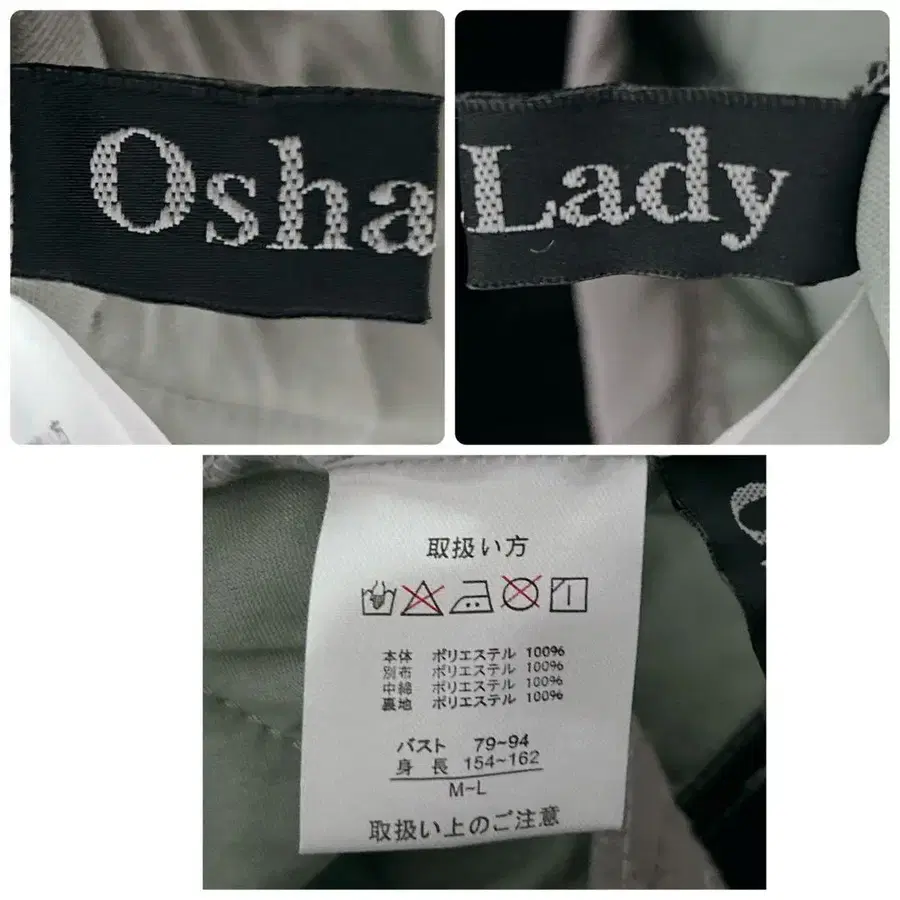 Osha
Lady
取扱い方
本体 ポリエステル 100%
別布 ポリエステル 100%
中綿 ポリエステル 100%
裏地 ポリエステル 100%
バスト 79~94
身長 154~162
M~L
取扱い上のご注意